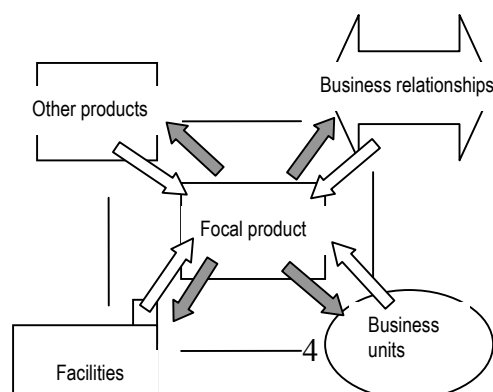 Business relationships
Other products
Focal product
4
Business
units
Facilities